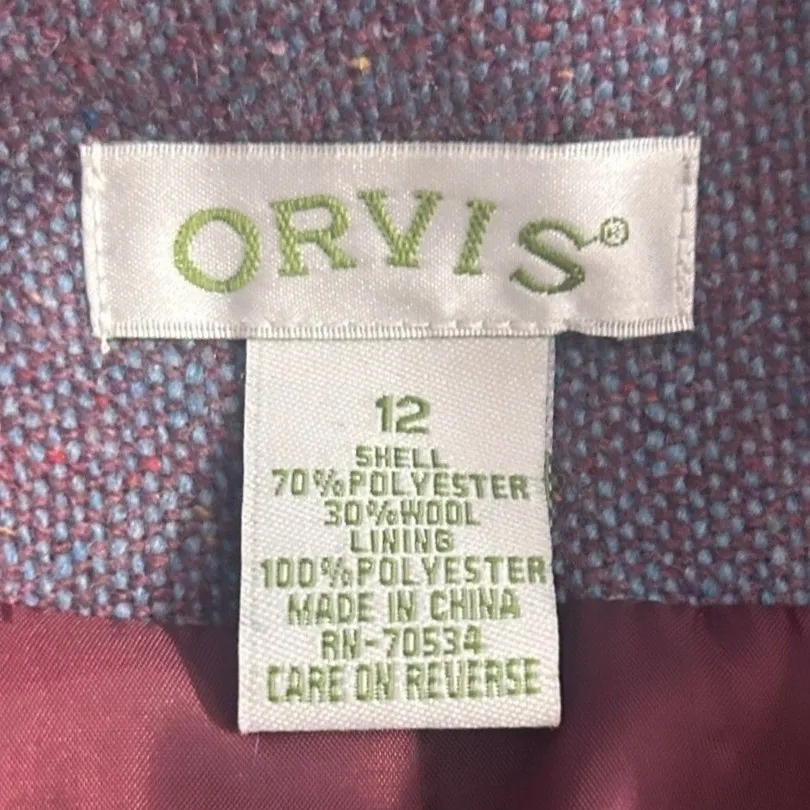 ORVIS®
12
SHELL
70%POLYESTER
30%WOOL
LINING
100%POLYESTER
MADE IN CHINA
RN-70534
CARE ON REVERSE